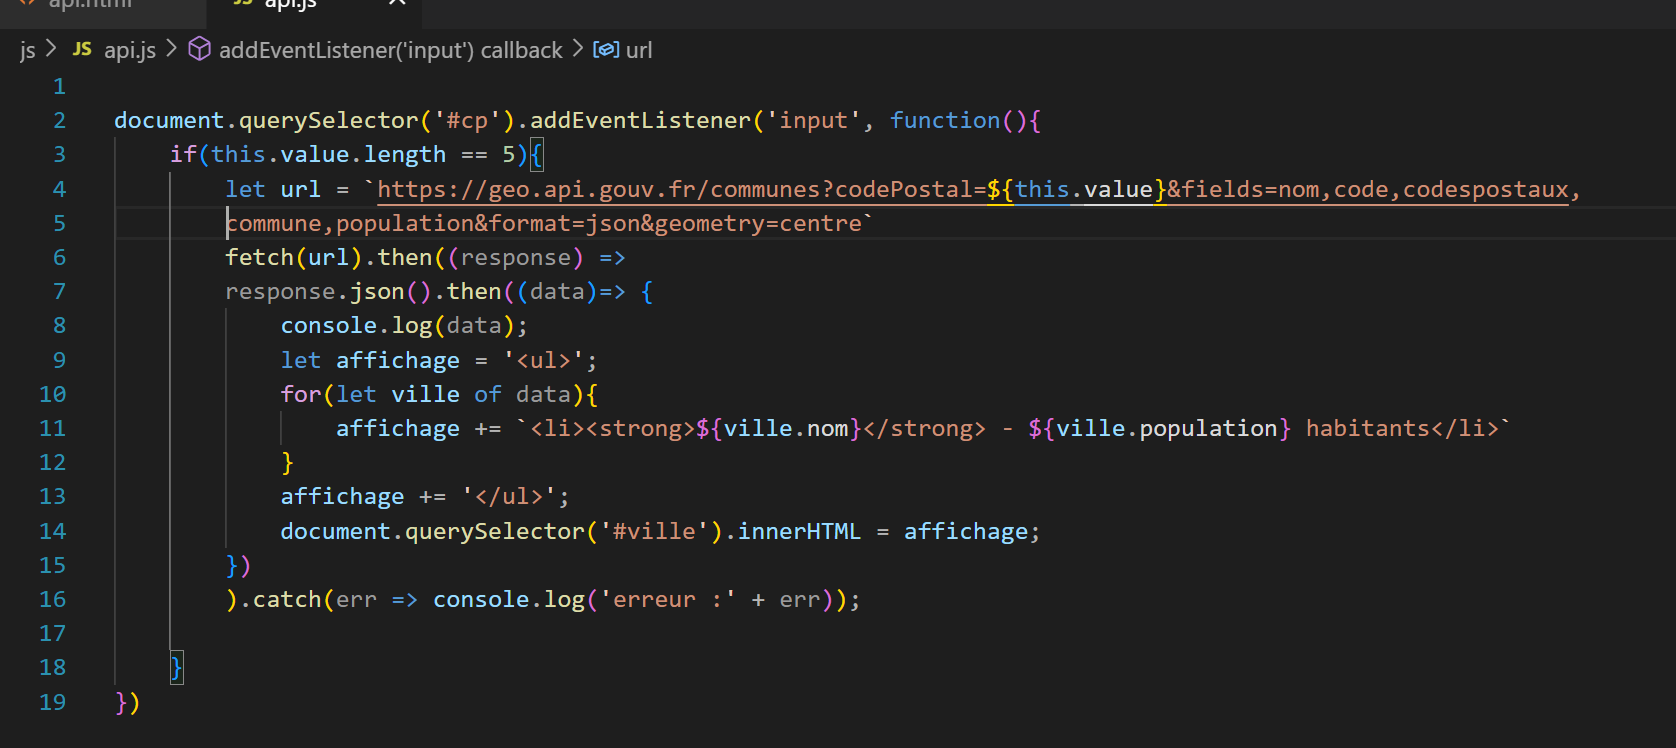 api.html JS api.js ×
js > JS api.js > addEventListener('input') callback > url
1
2 document.querySelector('#cp').addEventListener('input', function(){
3 if(this.value.length == 5){
4 let url = `https://geo.api.gouv.fr/communes?codePostal=${this.value}&fields=nom,code,codespostaux,
5 commune,population&format=json&geometry=centre`
6 fetch(url).then((response) =>
7 response.json().then((data)=> {
8 console.log(data);
9 let affichage = '<ul>';
10 for(let ville of data){
11 affichage += `<li><strong>${ville.nom}</strong> - ${ville.population} habitants</li>`
12 }
13 affichage += '</ul>';
14 document.querySelector('#ville').innerHTML = affichage;
15 })
16 ).catch(err => console.log('erreur :' + err));
17
18 }
19 })